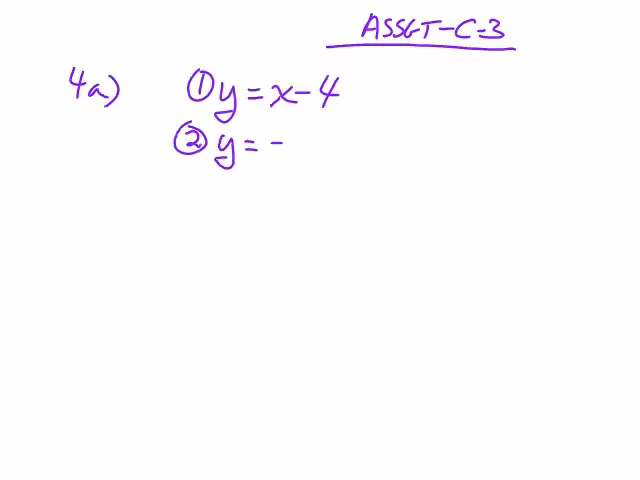 ASSGT-C-3
4a) ① y = x - 4
② y = -